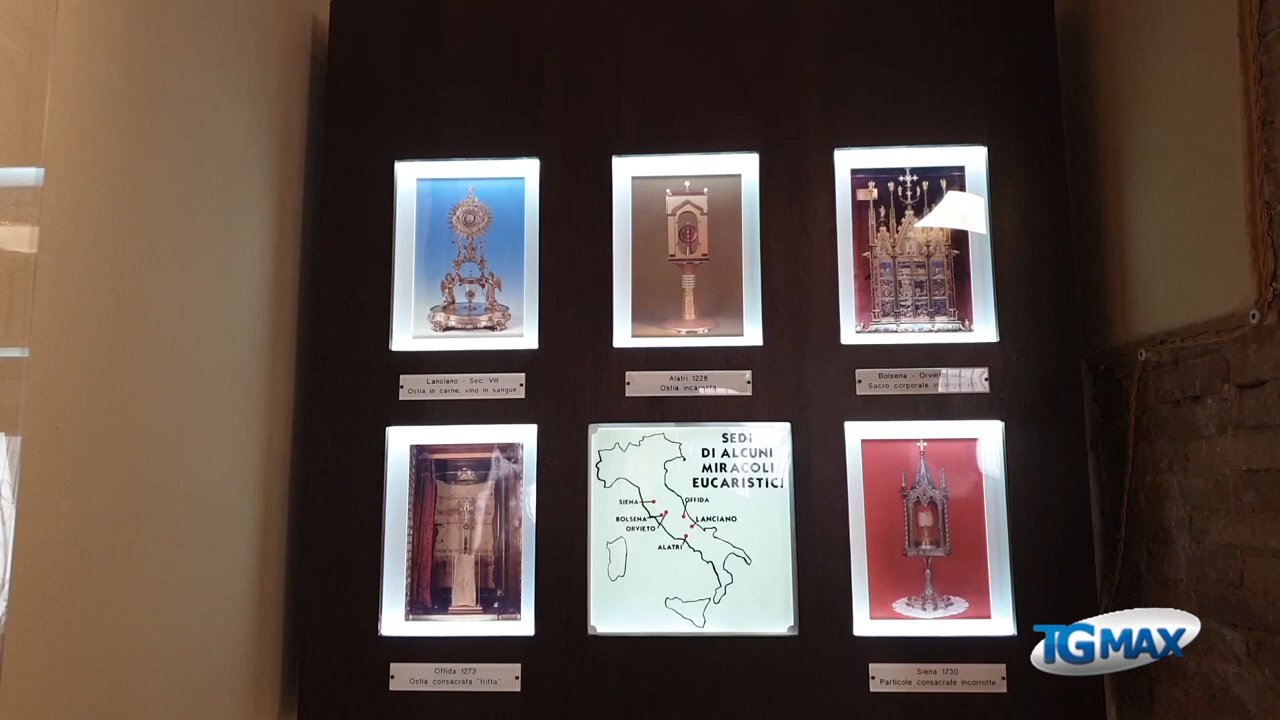 Lanciano - Sec. VIII
Ostia in carne, vino in sangue
Alatri 1228
Ostia incarnata
Bolsena - Orvieto
Sacro corporale insanguinato
SEDI
DI ALCUNI
MIRACOLI
EUCARISTICI
SIENA
OFFIDA
BOLSENA
LANCIANO
ORVIETO
ALATRI
Offida 1273
Ostia consacrata "fritta"
Siena 1730
Particole consacrate incorrotte
TGMAX